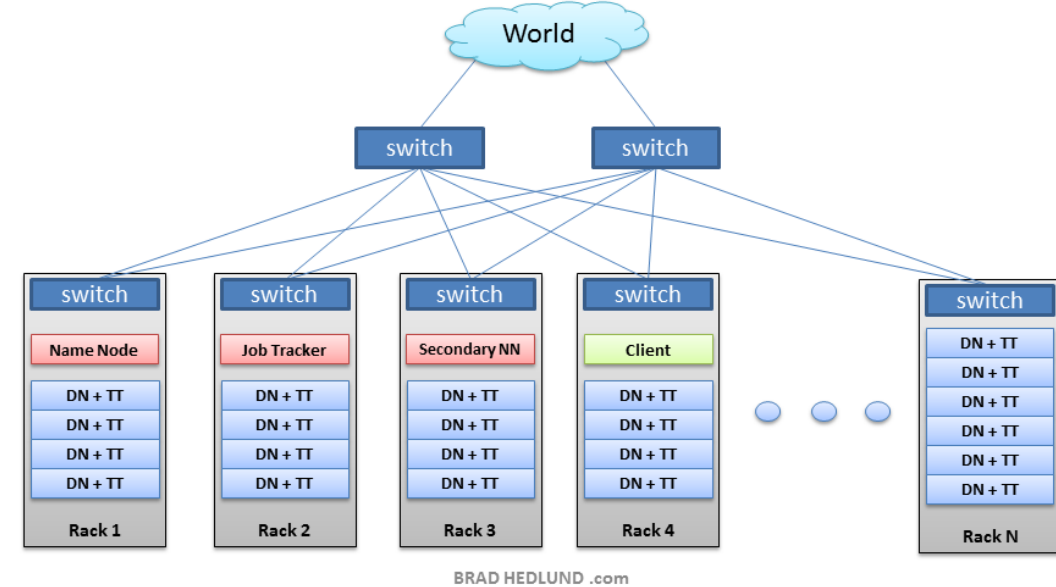 World
switch
switch
switch
Name Node
DN + TT
DN + TT
DN + TT
DN + TT
Rack 1
switch
Job Tracker
DN + TT
DN + TT
DN + TT
DN + TT
Rack 2
switch
Secondary NN
DN + TT
DN + TT
DN + TT
DN + TT
Rack 3
switch
Client
DN + TT
DN + TT
DN + TT
DN + TT
Rack 4
switch
DN + TT
DN + TT
DN + TT
DN + TT
DN + TT
DN + TT
Rack N
BRAD HEDLUND .com